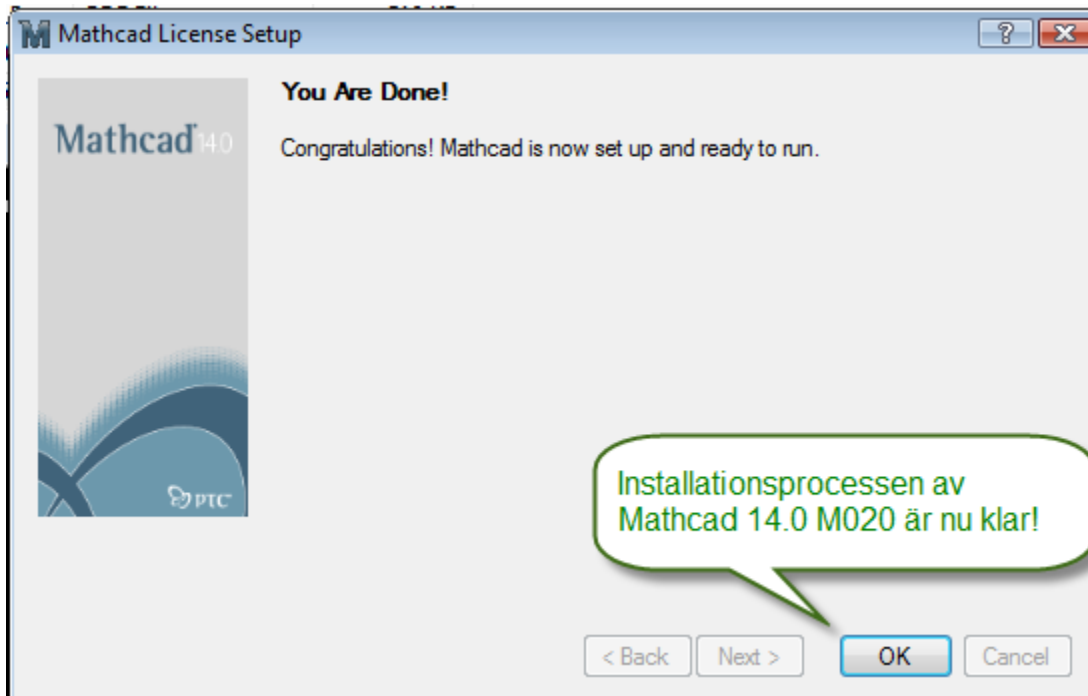 Mathcad License Setup
You Are Done!
Mathcad 14.0
Congratulations! Mathcad is now set up and ready to run.
PTC
Installationsprocessen av
Mathcad 14.0 M020 är nu klar!
< Back Next > OK Cancel